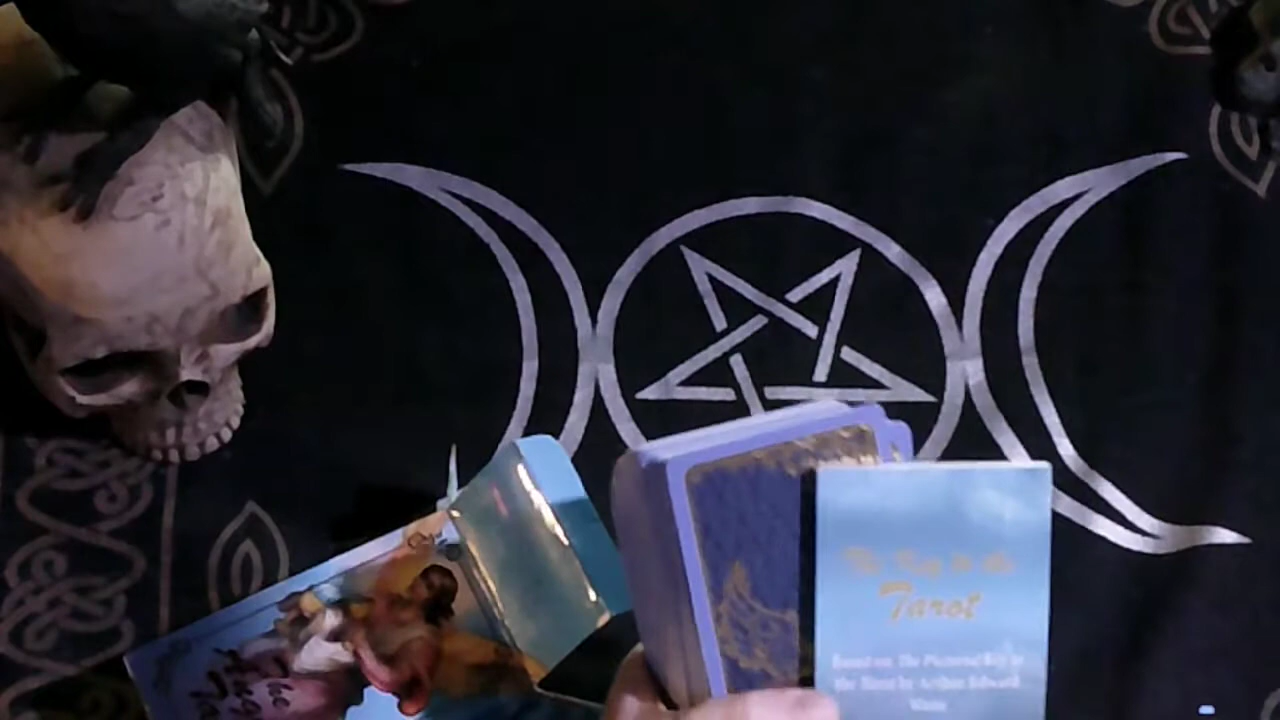 The Key to the
Tarot
Based on The Pictorial Key to
the Tarot by Arthur Edward
Waite